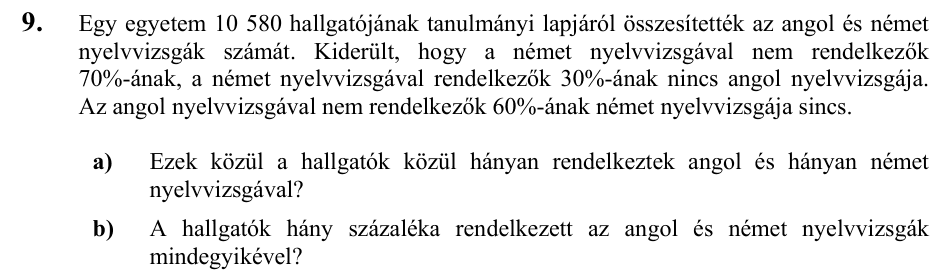 9. Egy egyetem 10 580 hallgatójának tanulmányi lapjáról összesítették az angol és német
nyelvvizsgák számát. Kiderült, hogy a német nyelvvizsgával nem rendelkezők
70%-ának, a német nyelvvizsgával rendelkezők 30%-ának nincs angol nyelvvizsgája.
Az angol nyelvvizsgával nem rendelkezők 60%-ának német nyelvvizsgája sincs.
a) Ezek közül a hallgatók közül hányan rendelkeztek angol és hányan német
nyelvvizsgával?
b) A hallgatók hány százaléka rendelkezett az angol és német nyelvvizsgák
mindegyikével?